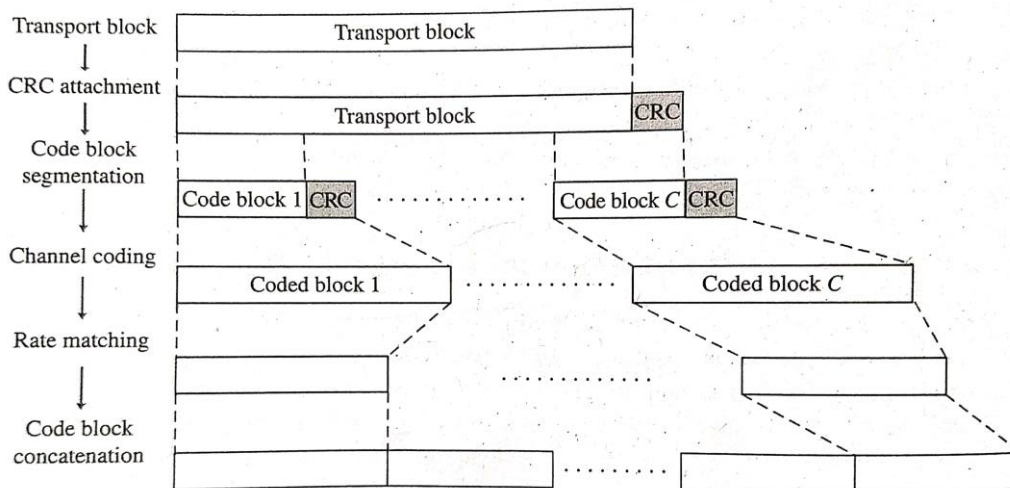 Transport block
Transport block
CRC attachment
Transport block
CRC
Code block
segmentation
Code block 1
CRC
Code block C
CRC
Channel coding
Coded block 1
Coded block C
Rate matching
Code block
concatenation